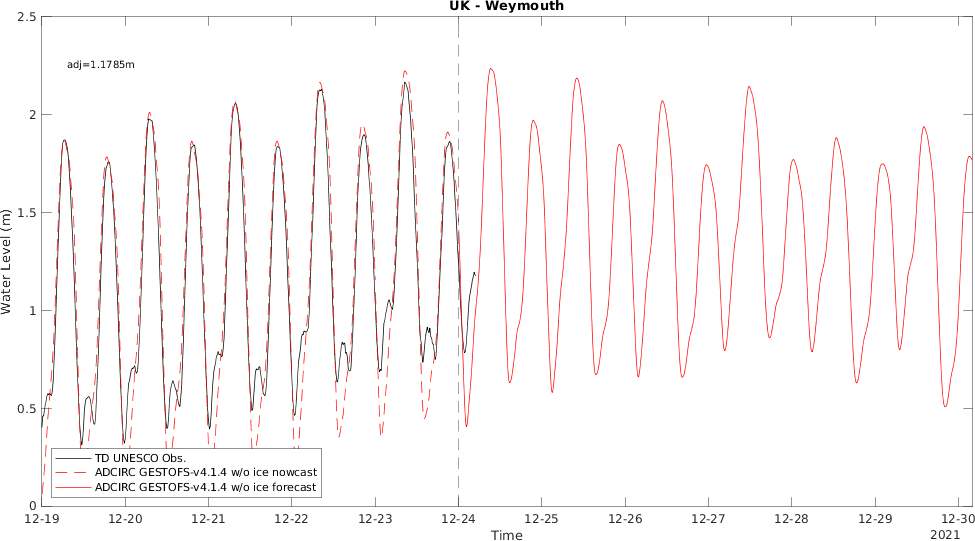 UK - Weymouth
2.5
adj=1.1785m
2
1.5
Water Level (m)
1
0.5
TD UNESCO Obs.
ADCIRC GESTOFS-v4.1.4 w/o ice nowcast
ADCIRC GESTOFS-v4.1.4 w/o ice forecast
0
12-19 12-20 12-21 12-22 12-23 12-24 12-25 12-26 12-27 12-28 12-29 12-30
Time 2021